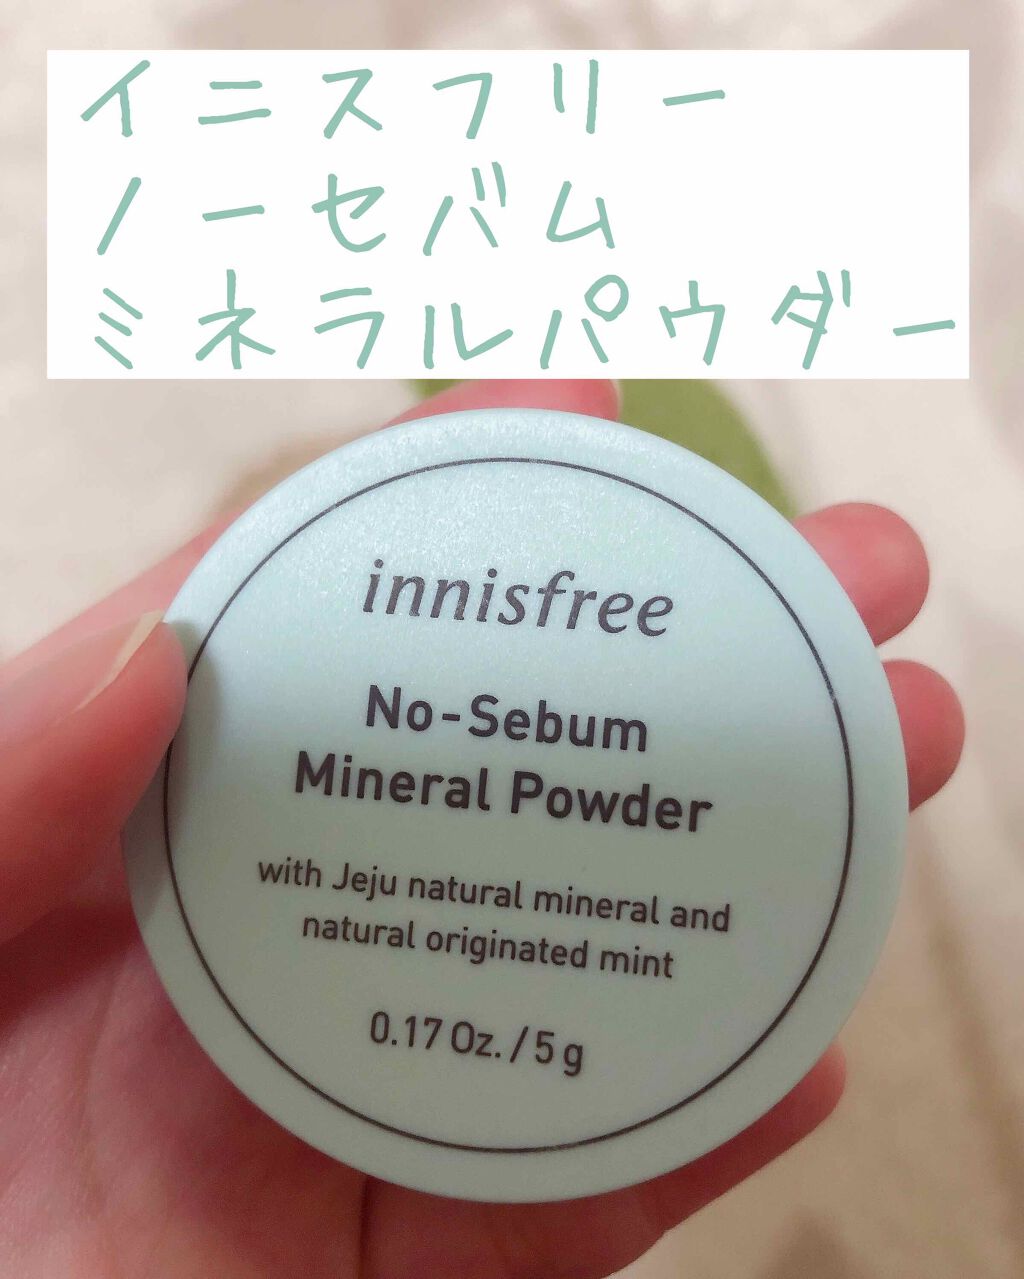 イニスフリー
ノーセバム
ミネラルパウダー
innisfree
No-Sebum
Mineral Powder
with Jeju natural mineral and
natural originated mint
0.17 Oz. / 5 g